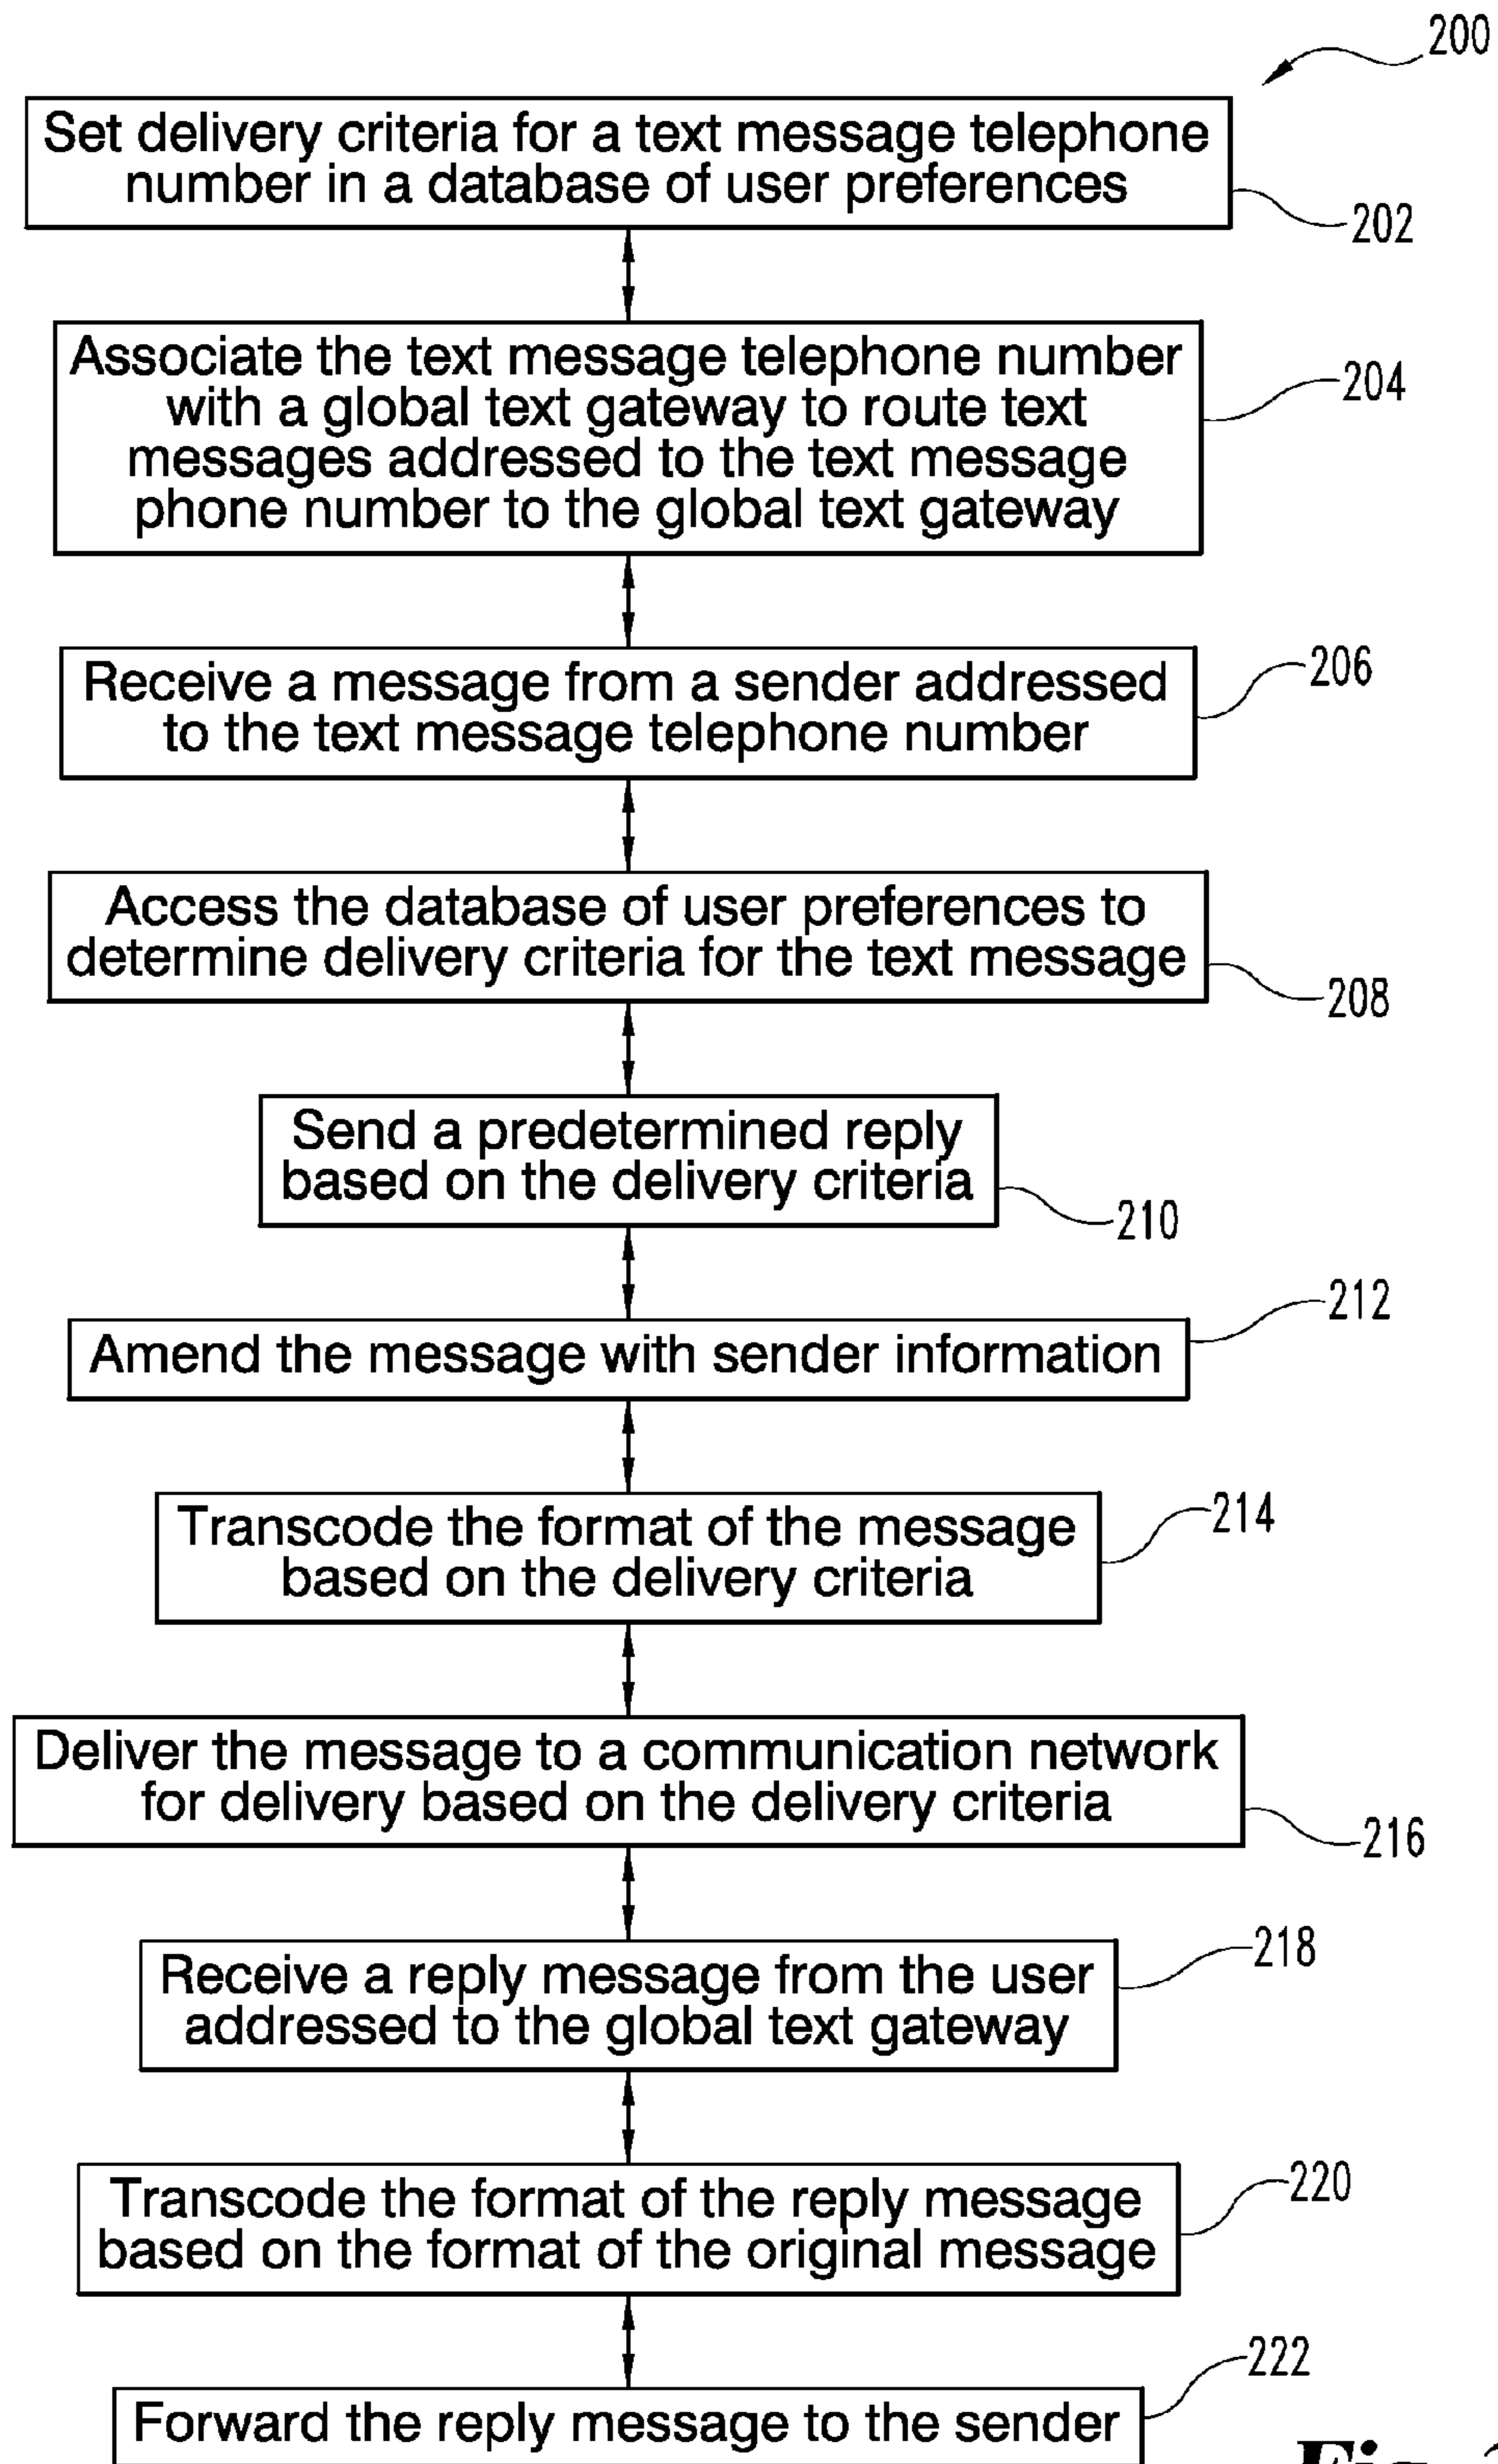 200
Set delivery criteria for a text message telephone
number in a database of user preferences
202
Associate the text message telephone number
with a global text gateway to route text
messages addressed to the text message
phone number to the global text gateway
204
Receive a message from a sender addressed
to the text message telephone number
206
Access the database of user preferences to
determine delivery criteria for the text message
208
Send a predetermined reply
based on the delivery criteria
210
Amend the message with sender information
212
Transcode the format of the message
based on the delivery criteria
214
Deliver the message to a communication network
for delivery based on the delivery criteria
216
Receive a reply message from the user
addressed to the global text gateway
218
Transcode the format of the reply message
based on the format of the original message
220
Forward the reply message to the sender
222